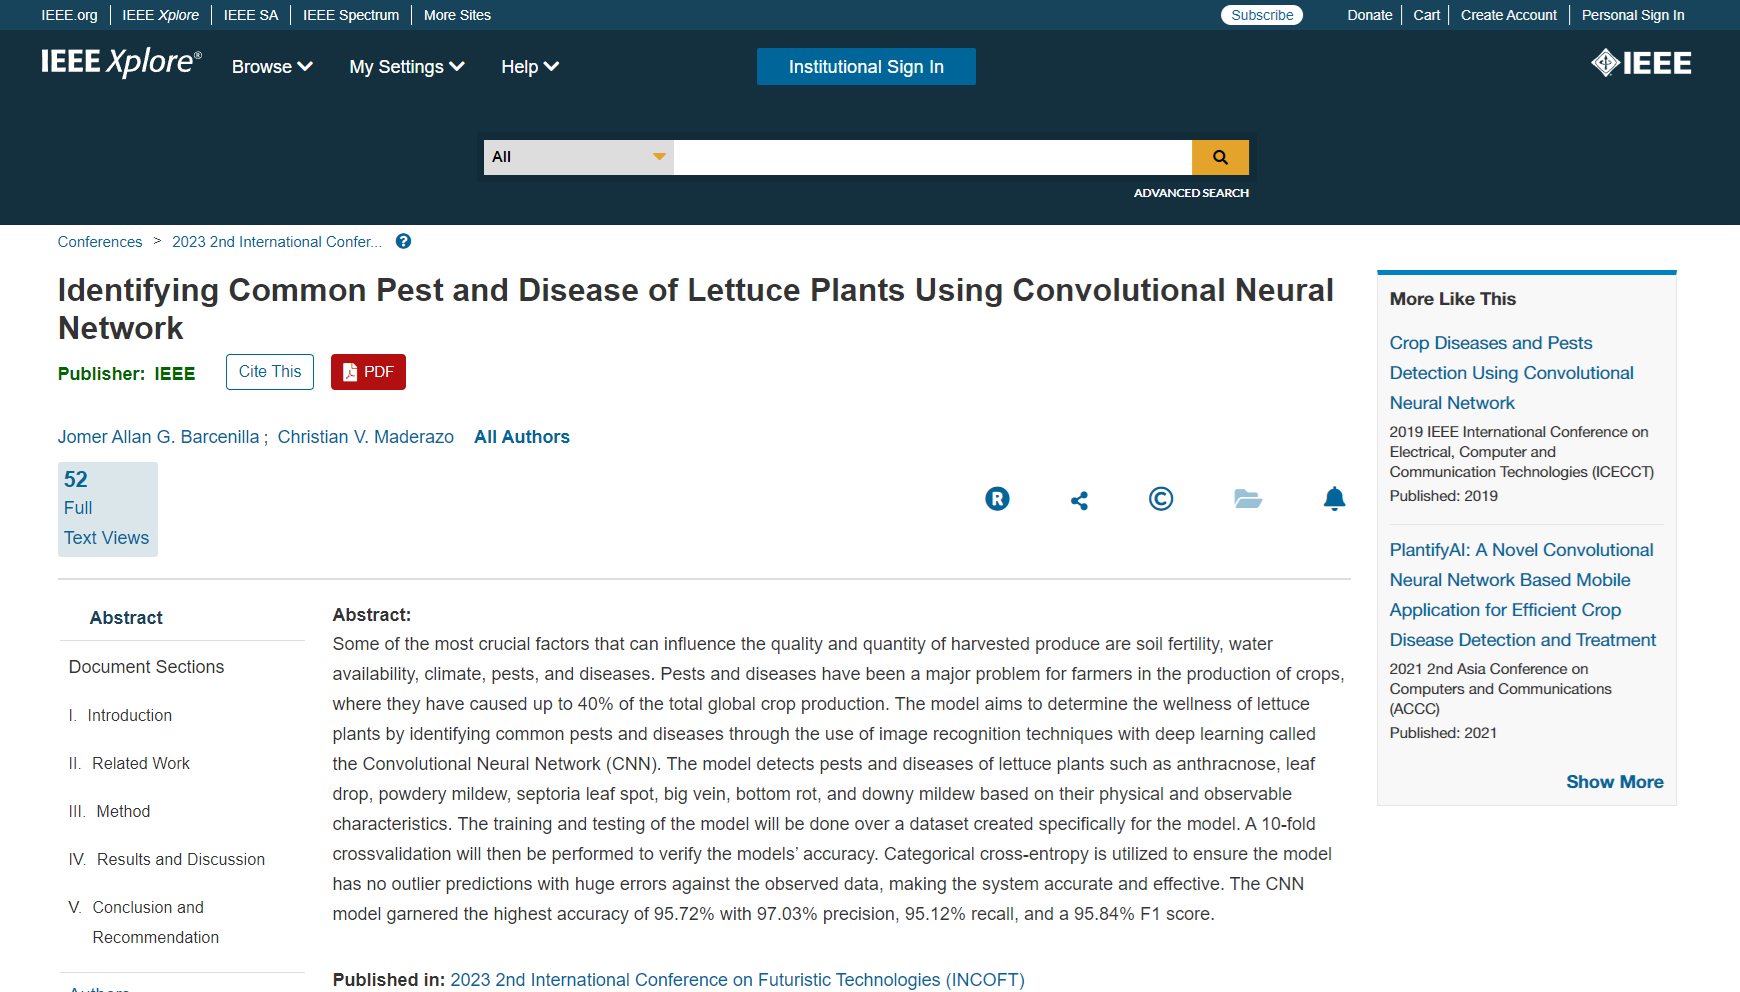 IEEE.org IEEE Xplore IEEE SA IEEE Spectrum More Sites Subscribe Donate Cart Create Account Personal Sign In
IEEE Xplore® Browse My Settings Help Institutional Sign In IEEE
All
ADVANCED SEARCH
Conferences > 2023 2nd International Confer... ?
Identifying Common Pest and Disease of Lettuce Plants Using Convolutional Neural
Network
Publisher: IEEE Cite This PDF
Jomer Allan G. Barcenilla ; Christian V. Maderazo All Authors
52
Full
Text Views
R ©
Abstract
Document Sections
I. Introduction
II. Related Work
III. Method
IV. Results and Discussion
V. Conclusion and
Recommendation
Authors
Abstract:
Some of the most crucial factors that can influence the quality and quantity of harvested produce are soil fertility, water
availability, climate, pests, and diseases. Pests and diseases have been a major problem for farmers in the production of crops,
where they have caused up to 40% of the total global crop production. The model aims to determine the wellness of lettuce
plants by identifying common pests and diseases through the use of image recognition techniques with deep learning called
the Convolutional Neural Network (CNN). The model detects pests and diseases of lettuce plants such as anthracnose, leaf
drop, powdery mildew, septoria leaf spot, big vein, bottom rot, and downy mildew based on their physical and observable
characteristics. The training and testing of the model will be done over a dataset created specifically for the model. A 10-fold
crossvalidation will then be performed to verify the models' accuracy. Categorical cross-entropy is utilized to ensure the model
has no outlier predictions with huge errors against the observed data, making the system accurate and effective. The CNN
model garnered the highest accuracy of 95.72% with 97.03% precision, 95.12% recall, and a 95.84% F1 score.
Published in: 2023 2nd International Conference on Futuristic Technologies (INCOFT)
More Like This
Crop Diseases and Pests
Detection Using Convolutional
Neural Network
2019 IEEE International Conference on
Electrical, Computer and
Communication Technologies (ICECCT)
Published: 2019
PlantifyAI: A Novel Convolutional
Neural Network Based Mobile
Application for Efficient Crop
Disease Detection and Treatment
2021 2nd Asia Conference on
Computers and Communications
(ACCC)
Published: 2021
Show More